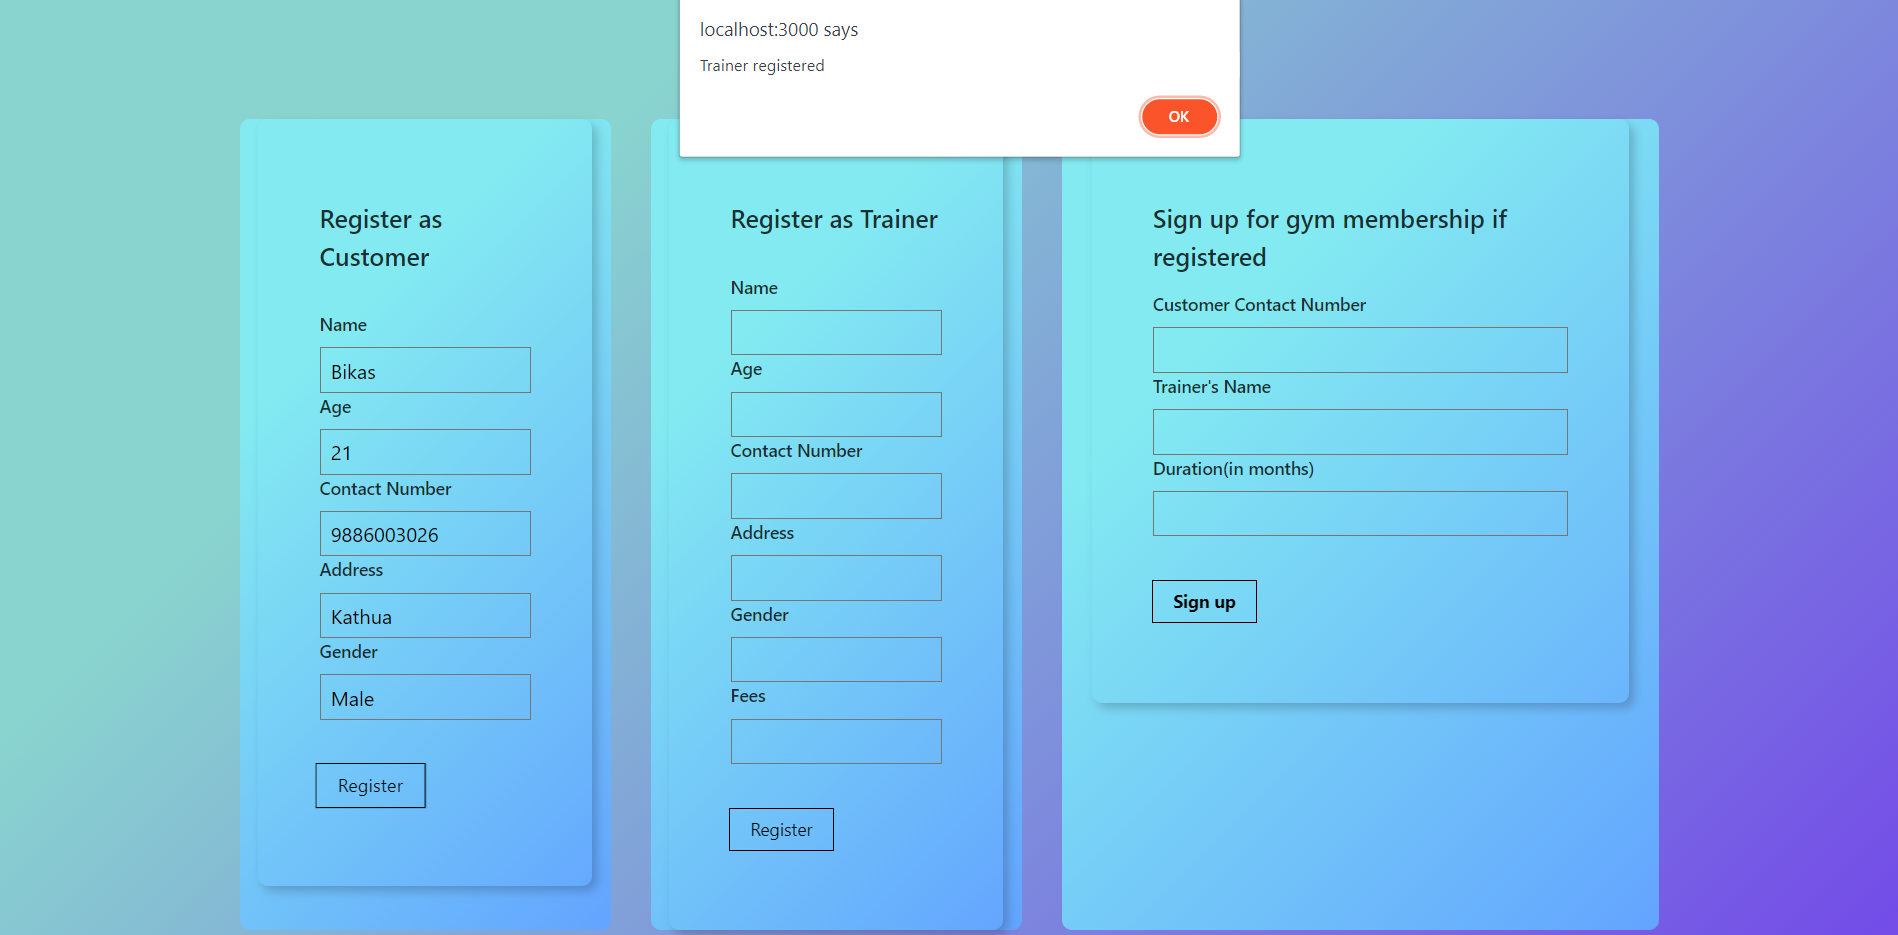 localhost:3000 says
Trainer registered
OK
Register as
Customer
Name
Bikas
Age
21
Contact Number
9886003026
Address
Kathua
Gender
Male
Register
Register as Trainer
Name
Age
Contact Number
Address
Gender
Fees
Register
Sign up for gym membership if
registered
Customer Contact Number
Trainer's Name
Duration(in months)
Sign up